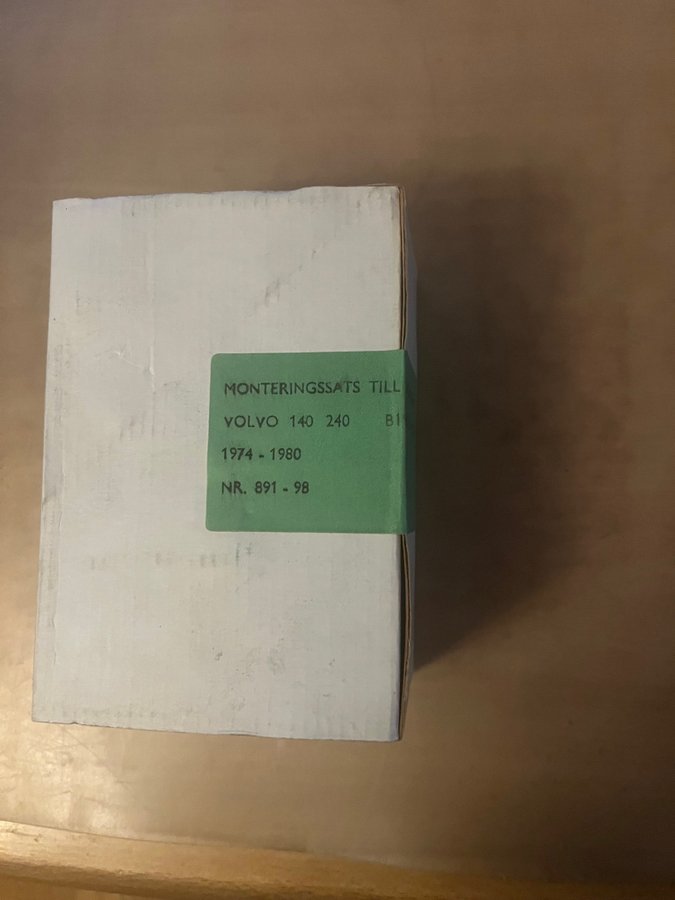 MONTERINGSSATS TILL
VOLVO 140 240
1974 - 1980
NR. 891 - 98